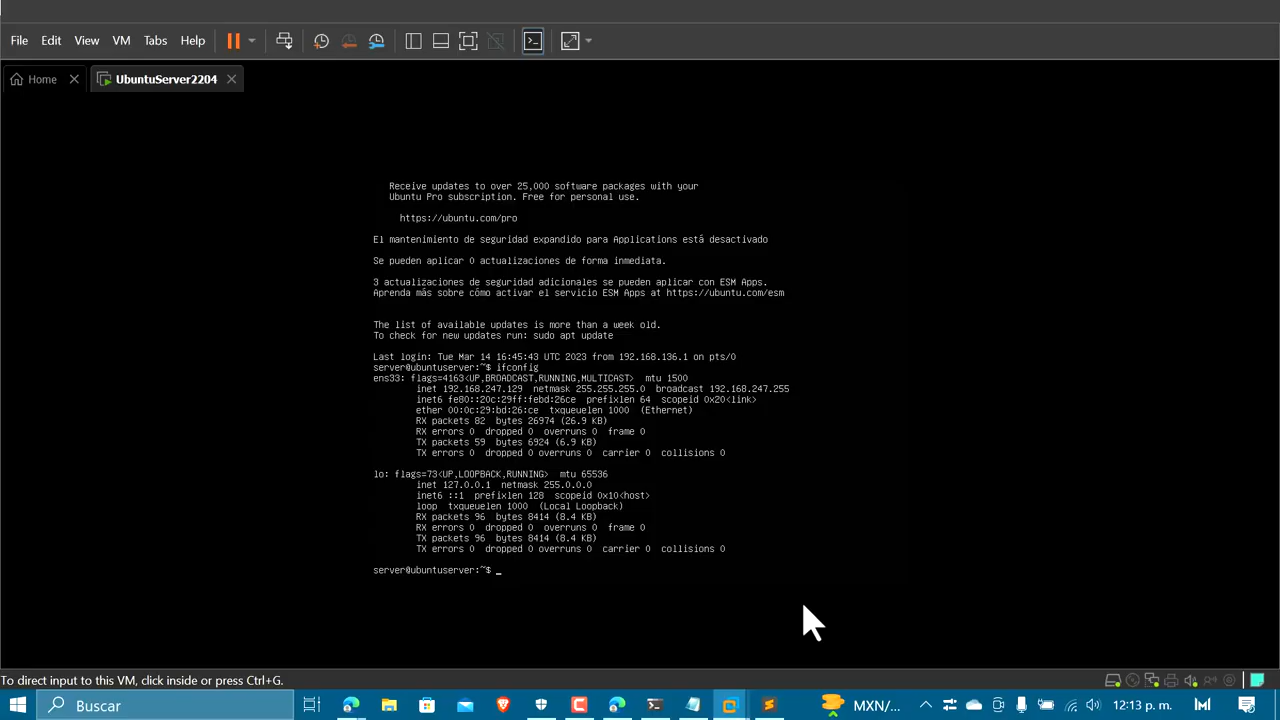 File Edit View VM Tabs Help
Home UbuntuServer2204
Receive updates to over 25,000 software packages with your
Ubuntu Pro subscription. Free for personal use.
https://ubuntu.com/pro
El mantenimiento de seguridad expandido para Applications está desactivado
Se pueden aplicar 0 actualizaciones de forma inmediata.
3 actualizaciones de seguridad adicionales se pueden aplicar con ESM Apps.
Aprenda más sobre cómo activar el servicio ESM Apps at https://ubuntu.com/esm
The list of available updates is more than a week old.
To check for new updates run: sudo apt update
Last login: Tue Mar 14 16:45:43 UTC 2023 from 192.168.136.1 on pts/0
server@ubuntuserver:~$ ifconfig
ens33: flags=4163<UP,BROADCAST,RUNNING,MULTICAST> mtu 1500
inet 192.168.247.129 netmask 255.255.255.0 broadcast 192.168.247.255
inet6 fe80::20c:29ff:febd:26ce prefixlen 64 scopeid 0x20<link>
ether 00:0c:29:bd:26:ce txqueuelen 1000 (Ethernet)
RX packets 82 bytes 26974 (26.9 KB)
RX errors 0 dropped 0 overruns 0 frame 0
TX packets 59 bytes 6924 (6.9 KB)
TX errors 0 dropped 0 overruns 0 carrier 0 collisions 0
lo: flags=73<UP,LOOPBACK,RUNNING> mtu 65536
inet 127.0.0.1 netmask 255.0.0.0
inet6 ::1 prefixlen 128 scopeid 0x10<host>
loop txqueuelen 1000 (Local Loopback)
RX packets 96 bytes 8414 (8.4 KB)
RX errors 0 dropped 0 overruns 0 frame 0
TX packets 96 bytes 8414 (8.4 KB)
TX errors 0 dropped 0 overruns 0 carrier 0 collisions 0
server@ubuntuserver:~$ _
To direct input to this VM, click inside or press Ctrl+G.
Buscar MXN/... 12:13 p. m.